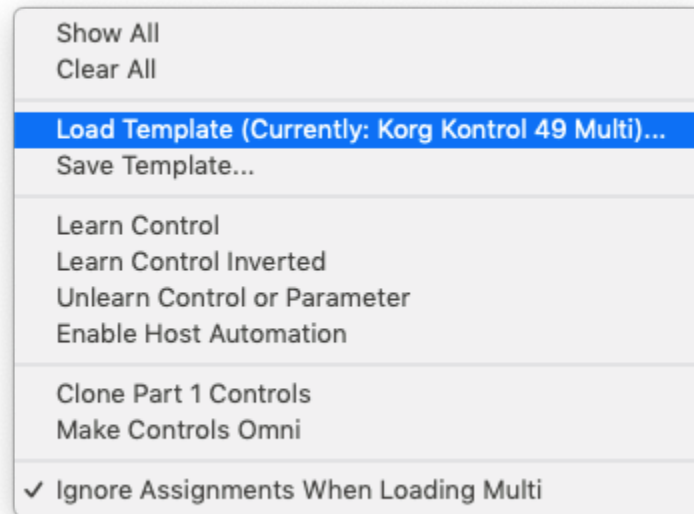 Show All
Clear All
Load Template (Currently: Korg Kontrol 49 Multi)...
Save Template...
Learn Control
Learn Control Inverted
Unlearn Control or Parameter
Enable Host Automation
Clone Part 1 Controls
Make Controls Omni
✓ Ignore Assignments When Loading Multi